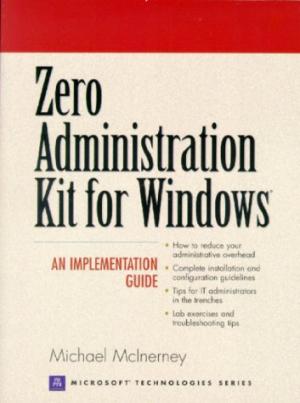 Zero
Administration
Kit for Windows
AN IMPLEMENTATION
GUIDE
• How to reduce your
administrative overhead
• Complete installation and
configuration guidelines
• Tips for IT administrators
in the trenches
• Lab exercises and
troubleshooting tips
Michael McInerney
MICROSOFT TECHNOLOGIES SERIES